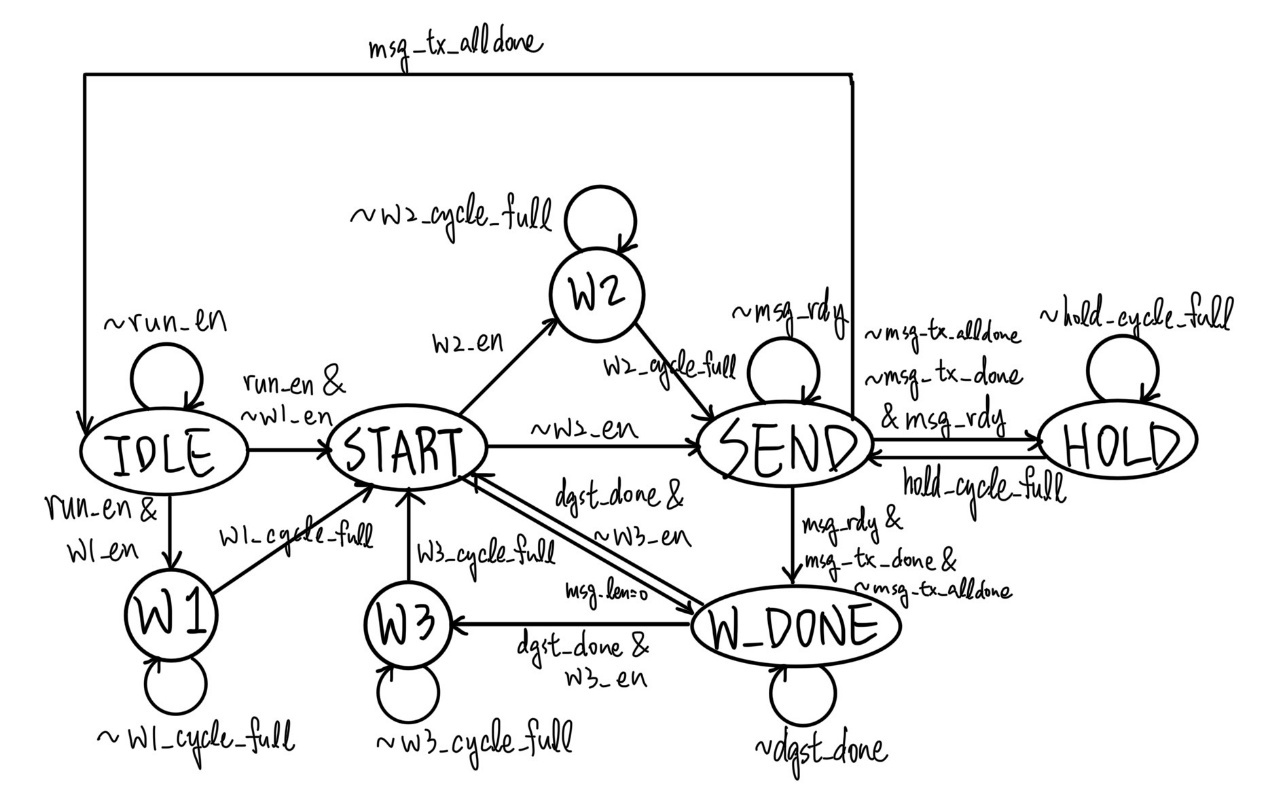 msg_tx_alldone
~W2_cycle_full
W2
~run_en
~msg_rdy
~hold_cycle_full
~msg_tx_alldone
~msg_tx_done
& msg_rdy
W2_en
W2_cycle_full
run_en &
~W1_en
IDLE
START
~W2_en
SEND
HOLD
hold_cycle_full
run_en &
W1_en
W1_cycle_full
W3_cycle_full
dgst_done &
~W3_en
msg_rdy &
msg_tx_done &
~msg_tx_alldone
msg_len=0
W1
W3
W_DONE
dgst_done &
W3_en
~W1_cycle_full
~W3_cycle_full
~dgst_done